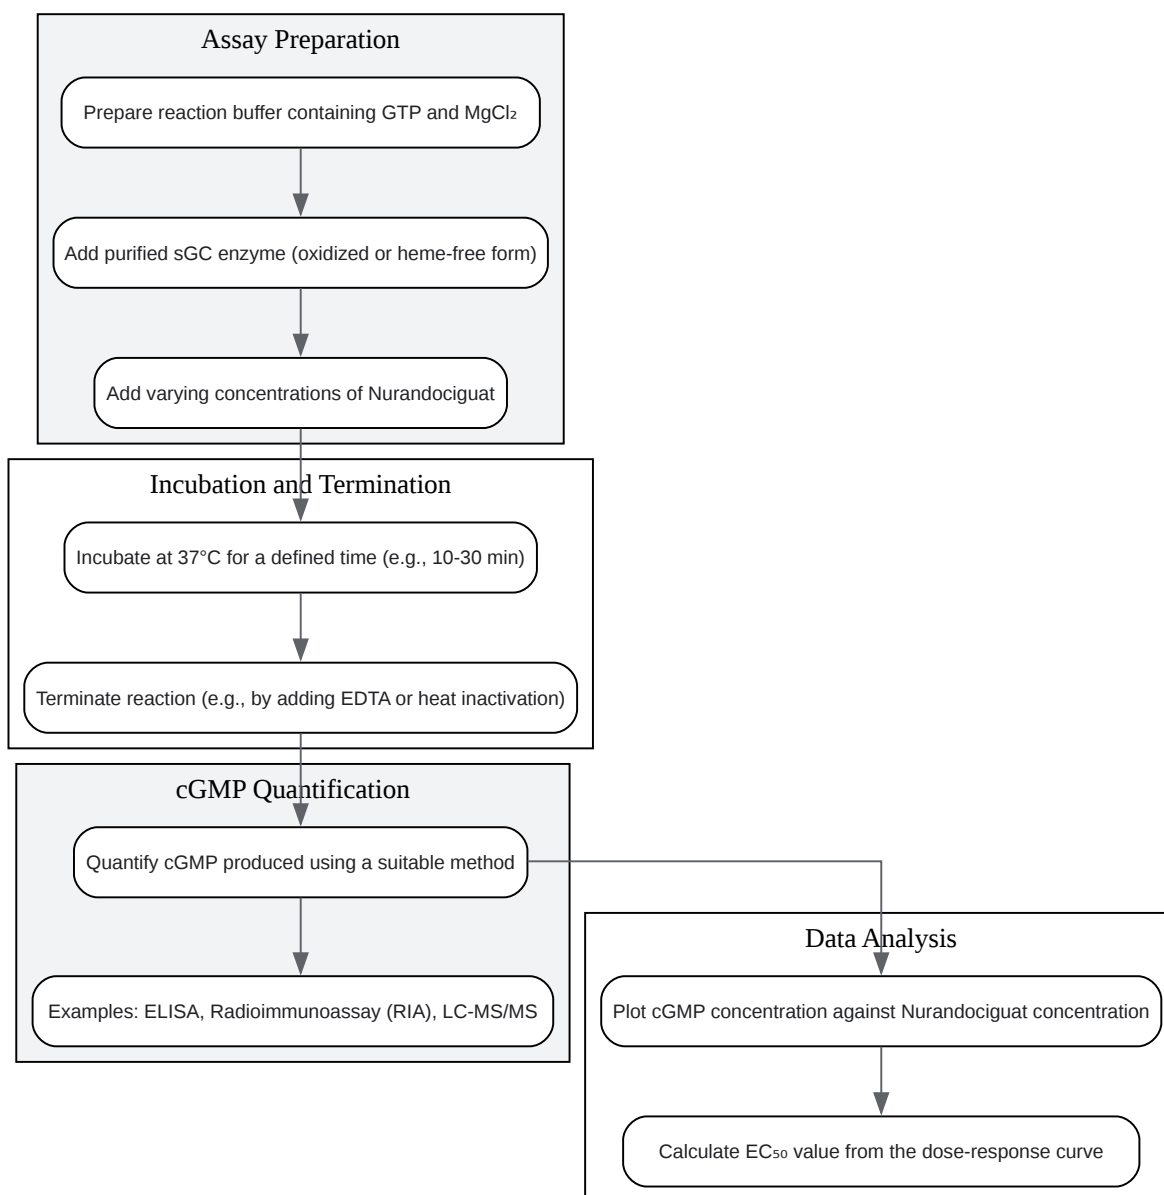 Assay Preparation
Prepare reaction buffer containing GTP and MgCl₂
Add purified sGC enzyme (oxidized or heme-free form)
Add varying concentrations of Nurandociguat
Incubation and Termination
Incubate at 37°C for a defined time (e.g., 10-30 min)
Terminate reaction (e.g., by adding EDTA or heat inactivation)
cGMP Quantification
Quantify cGMP produced using a suitable method
Examples: ELISA, Radioimmunoassay (RIA), LC-MS/MS
Data Analysis
Plot cGMP concentration against Nurandociguat concentration
Calculate EC₅₀ value from the dose-response curve